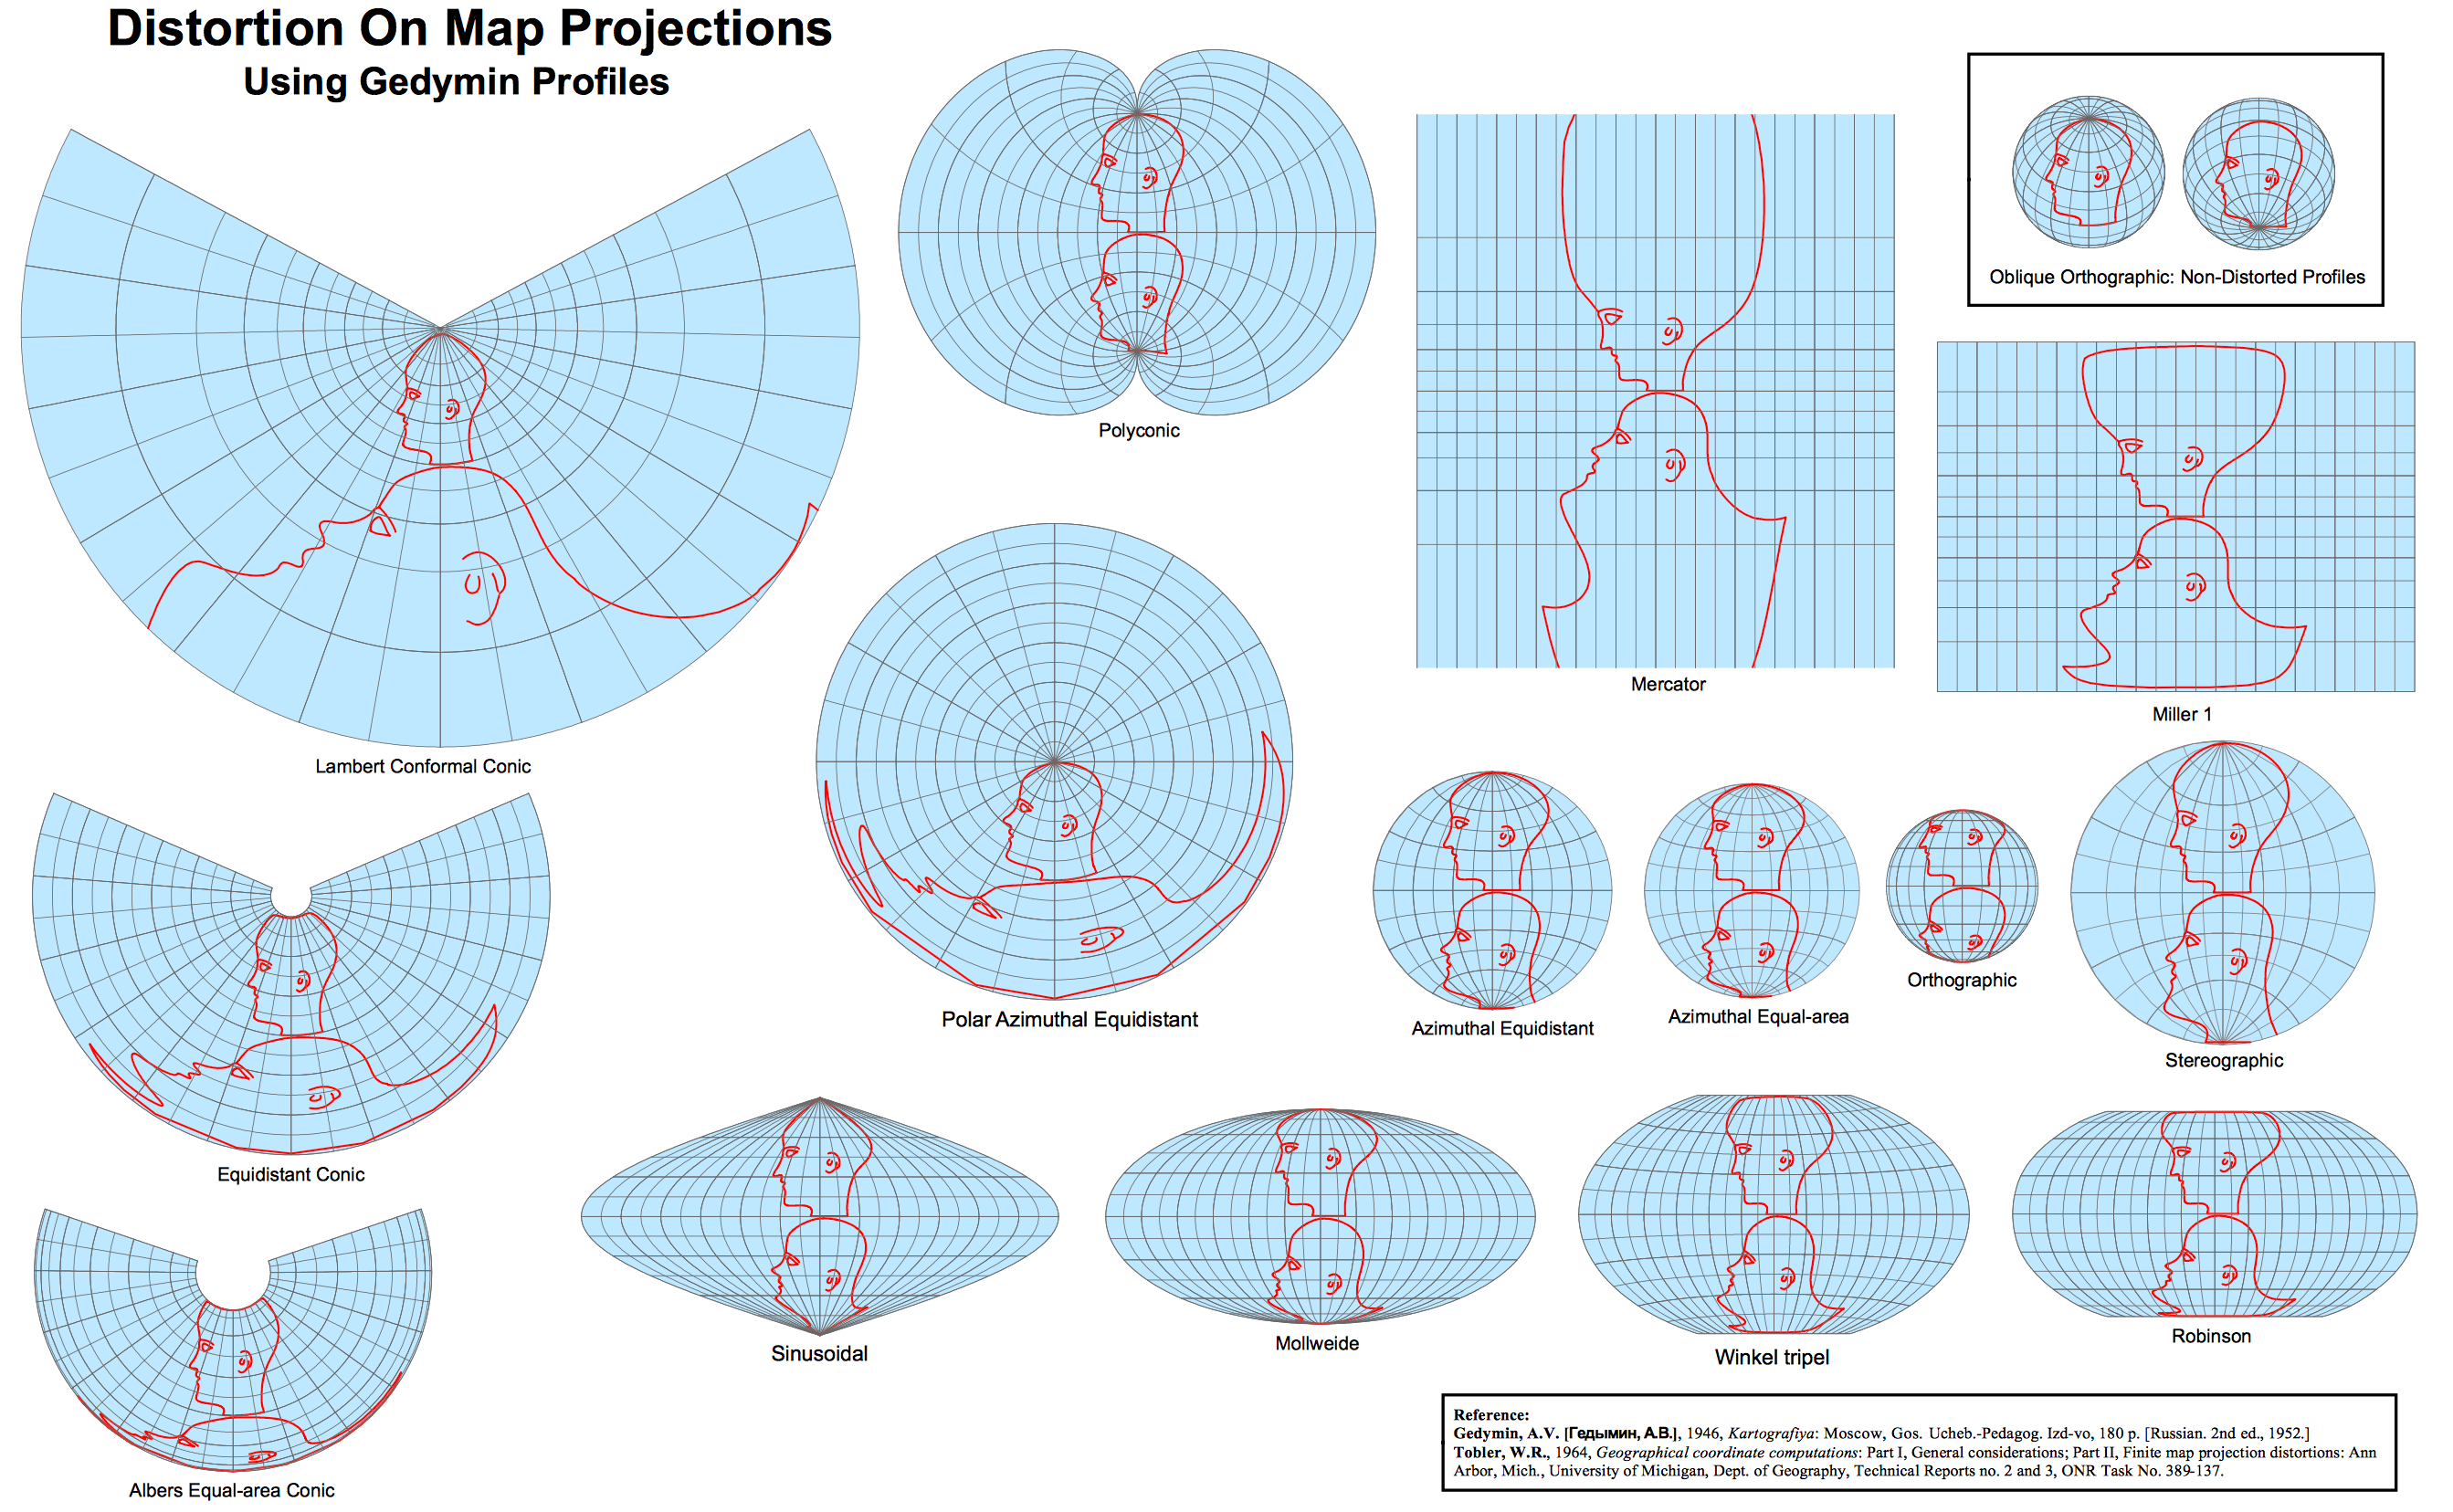 Distortion On Map Projections
Using Gedymin Profiles
Polyconic
Oblique Orthographic: Non-Distorted Profiles
Mercator
Miller 1
Lambert Conformal Conic
Polar Azimuthal Equidistant
Azimuthal Equidistant
Azimuthal Equal-area
Orthographic
Stereographic
Equidistant Conic
Sinusoidal
Mollweide
Winkel tripel
Robinson
Albers Equal-area Conic
Reference:
Gedymin, A.V. [Гедымин, А.В.], 1946, Kartografiya: Moscow, Gos. Ucheb.-Pedagog. Izd-vo, 180 p. [Russian. 2nd ed., 1952.]
Tobler, W.R., 1964, Geographical coordinate computations: Part I, General considerations; Part II, Finite map projection distortions: Ann
Arbor, Mich., University of Michigan, Dept. of Geography, Technical Reports no. 2 and 3, ONR Task No. 389-137.